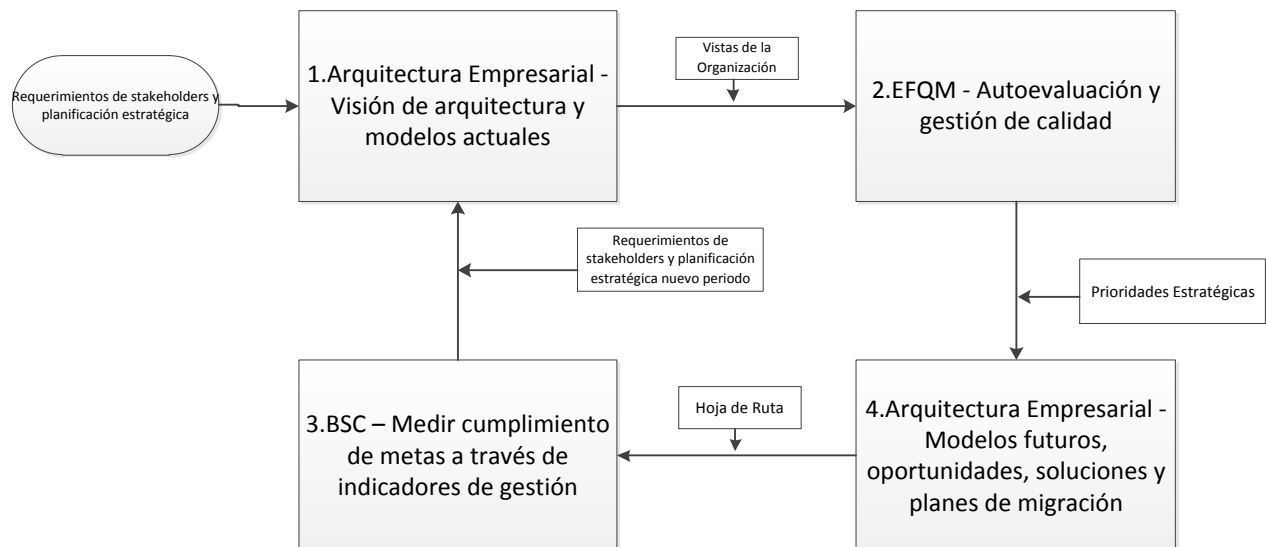 Requerimientos de stakeholders y
planificación estratégica
1.Arquitectura Empresarial -
Visión de arquitectura y
modelos actuales
Vistas de la
Organización
2.EFQM - Autoevaluación y
gestión de calidad
Requerimientos de
stakeholders y planificación
estratégica nuevo periodo
Prioridades Estratégicas
3.BSC – Medir cumplimiento
de metas a través de
indicadores de gestión
Hoja de Ruta
4.Arquitectura Empresarial -
Modelos futuros,
oportunidades, soluciones y
planes de migración